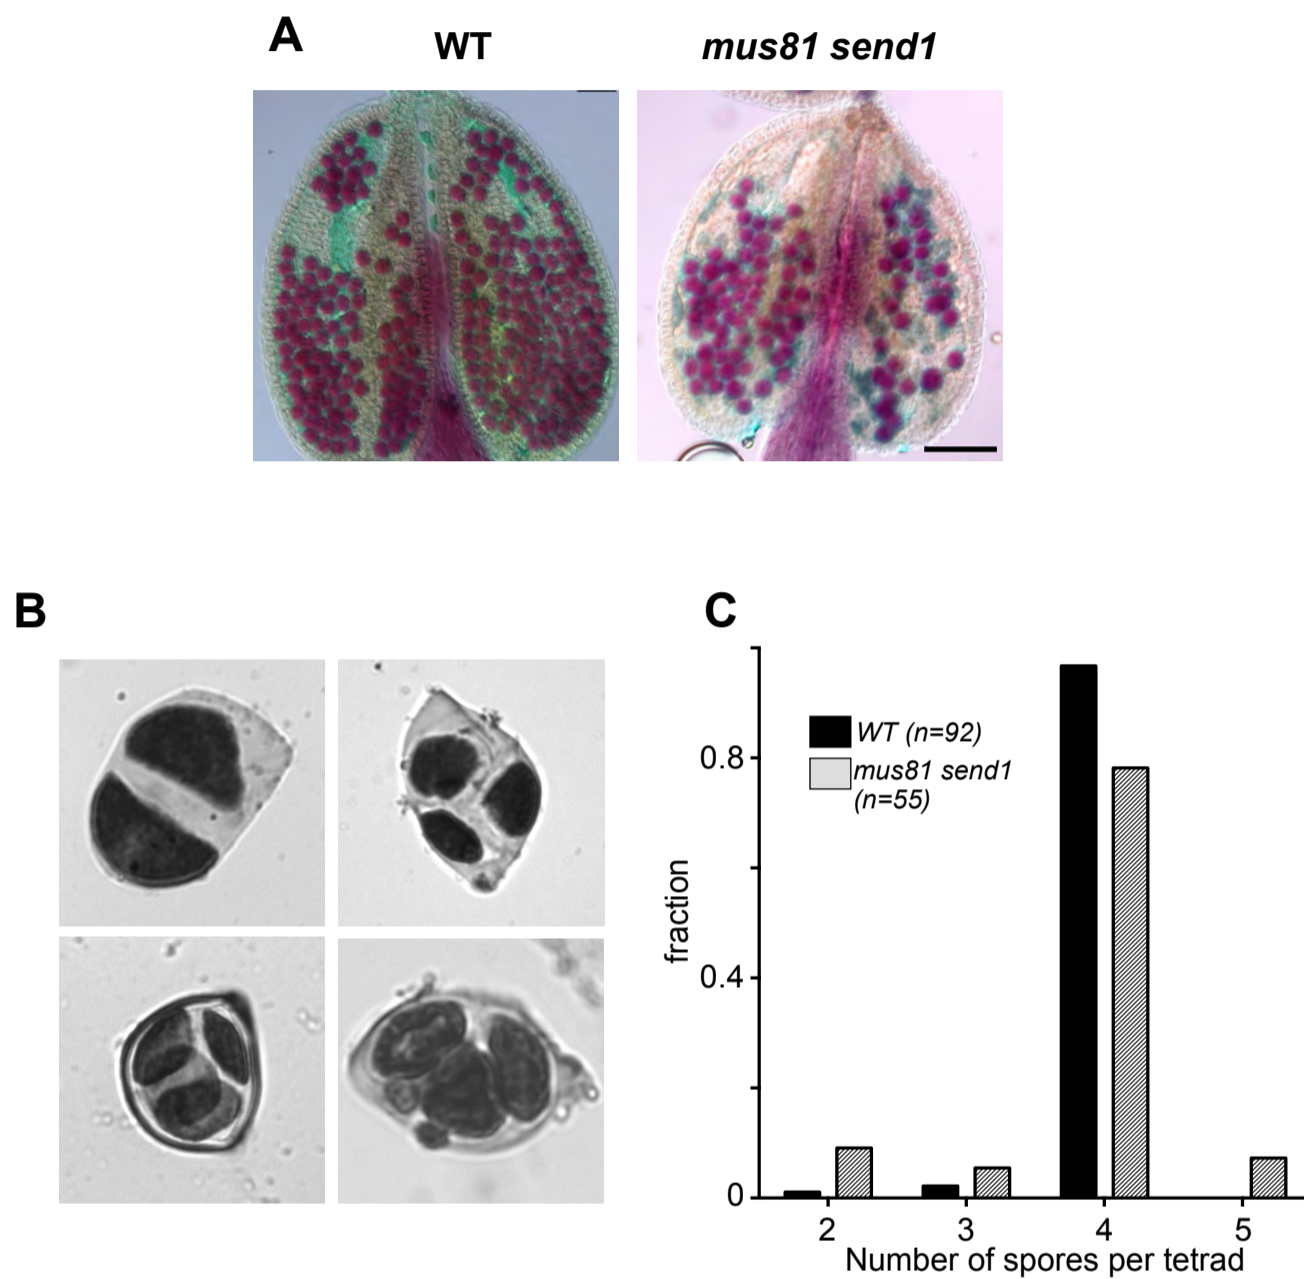 A
WT
mus81 send1
B
C
WT (n=92)
mus81 send1
(n=55)
fraction
0.8
0.4
0
2
3
4
5
Number of spores per tetrad